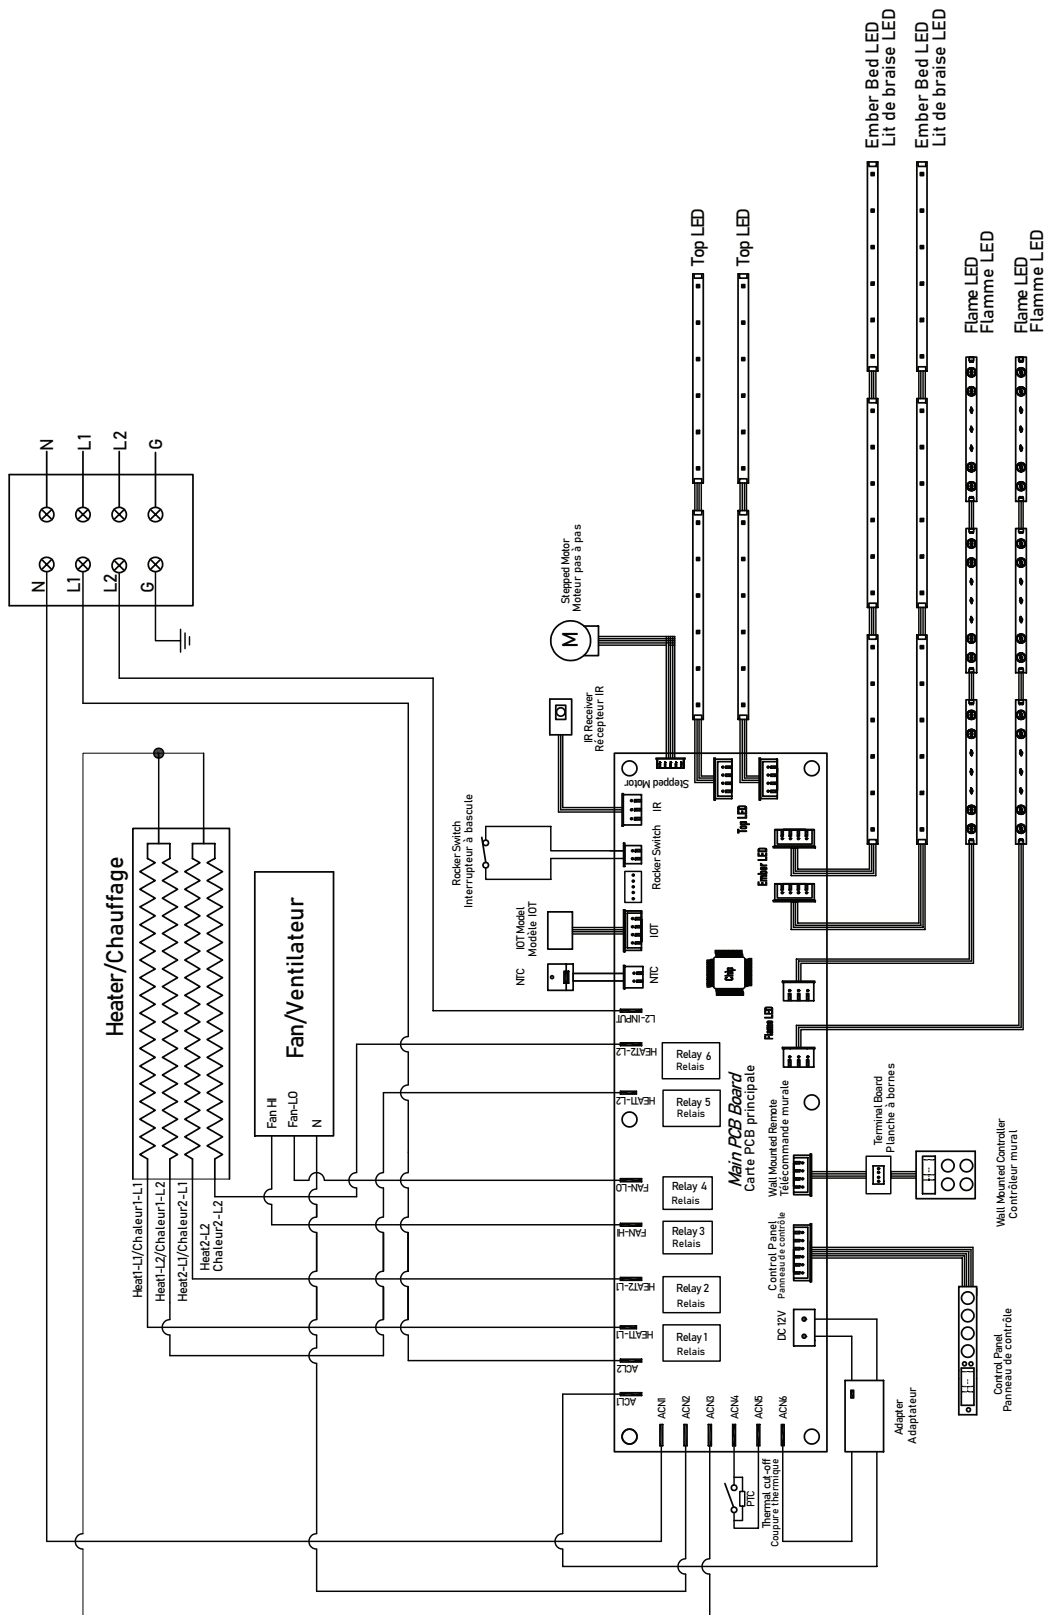 N
L1
L2
G
N
L1
L2
G
Heater/Chauffage
Heat1-L1/Chaleur1-L1
Heat1-L2/Chaleur1-L2
Heat2-L1/Chaleur2-L1
Heat2-L2
Chaleur2-L2
Fan/Ventilateur
Fan HI
Fan-LO
N
Rocker Switch
Interrupteur à bascule
IOT Model
Modèle IOT
NTC
IR Receiver
Récepteur IR
Stepped Motor
Moteur pas à pas
M
Top LED
Top LED
Ember Bed LED
Lit de braise LED
Ember Bed LED
Lit de braise LED
Flame LED
Flamme LED
Flame LED
Flamme LED
ACL1
ACL2
HEAT1-L1
HEAT2-L1
FAN-HI
FAN-LO
HEAT1-L2
HEAT2-L2
L2-INPUT
NTC
IOT
Rocker Switch
IR
Stepped Motor
Top LED
Ember LED
Flame LED
Chip
Relay 1
Relais
Relay 2
Relais
Relay 3
Relais
Relay 4
Relais
Relay 5
Relais
Relay 6
Relais
Main PCB Board
Carte PCB principale
ACN1
ACN2
ACN3
ACN4
ACN5
ACN6
DC 12V
Control Panel
Panneau de contrôle
Wall Mounted Remote
Télécommande murale
PTC
Thermal cut-off
Coupure thermique
Adapter
Adaptateur
Control Panel
Panneau de contrôle
Terminal Board
Planche à bornes
Wall Mounted Controller
Contrôleur mural